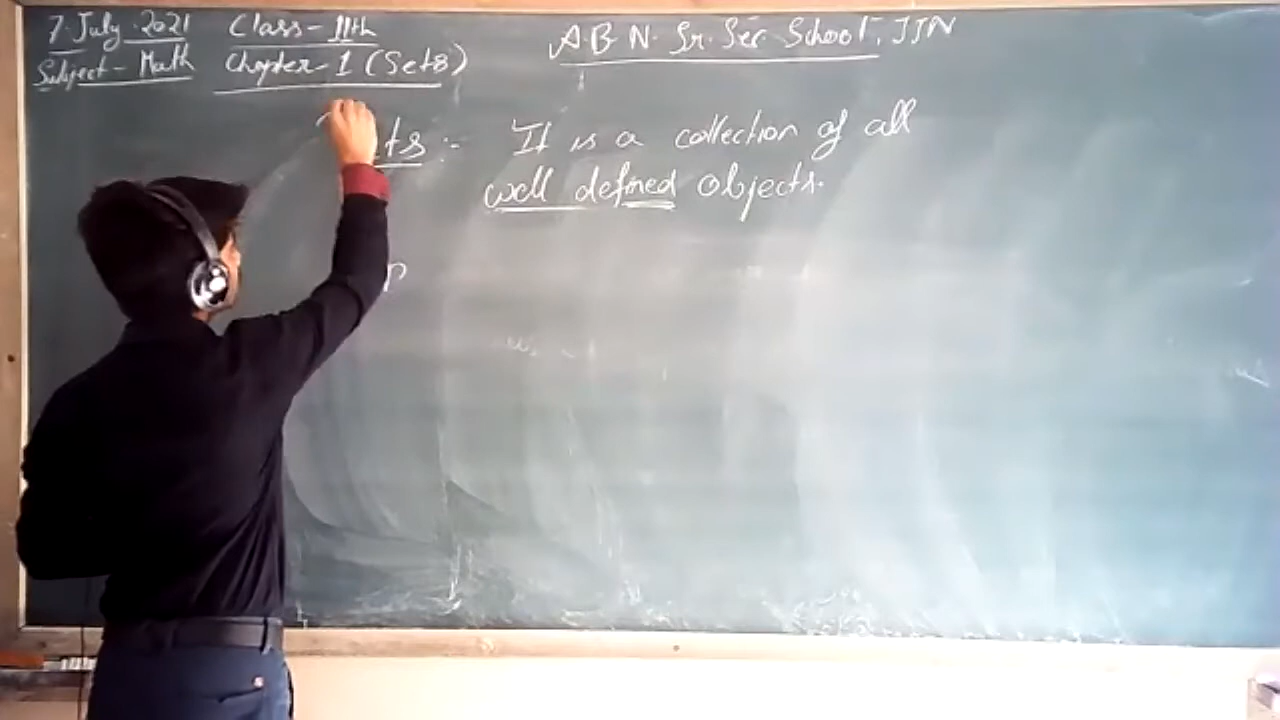 7 July 2021 Class - 11th A.B.N. Sr. Sec School, JJN
Subject - Math Chapter - 1 (Sets)
ts :- It is a collection of all
well defined objects.